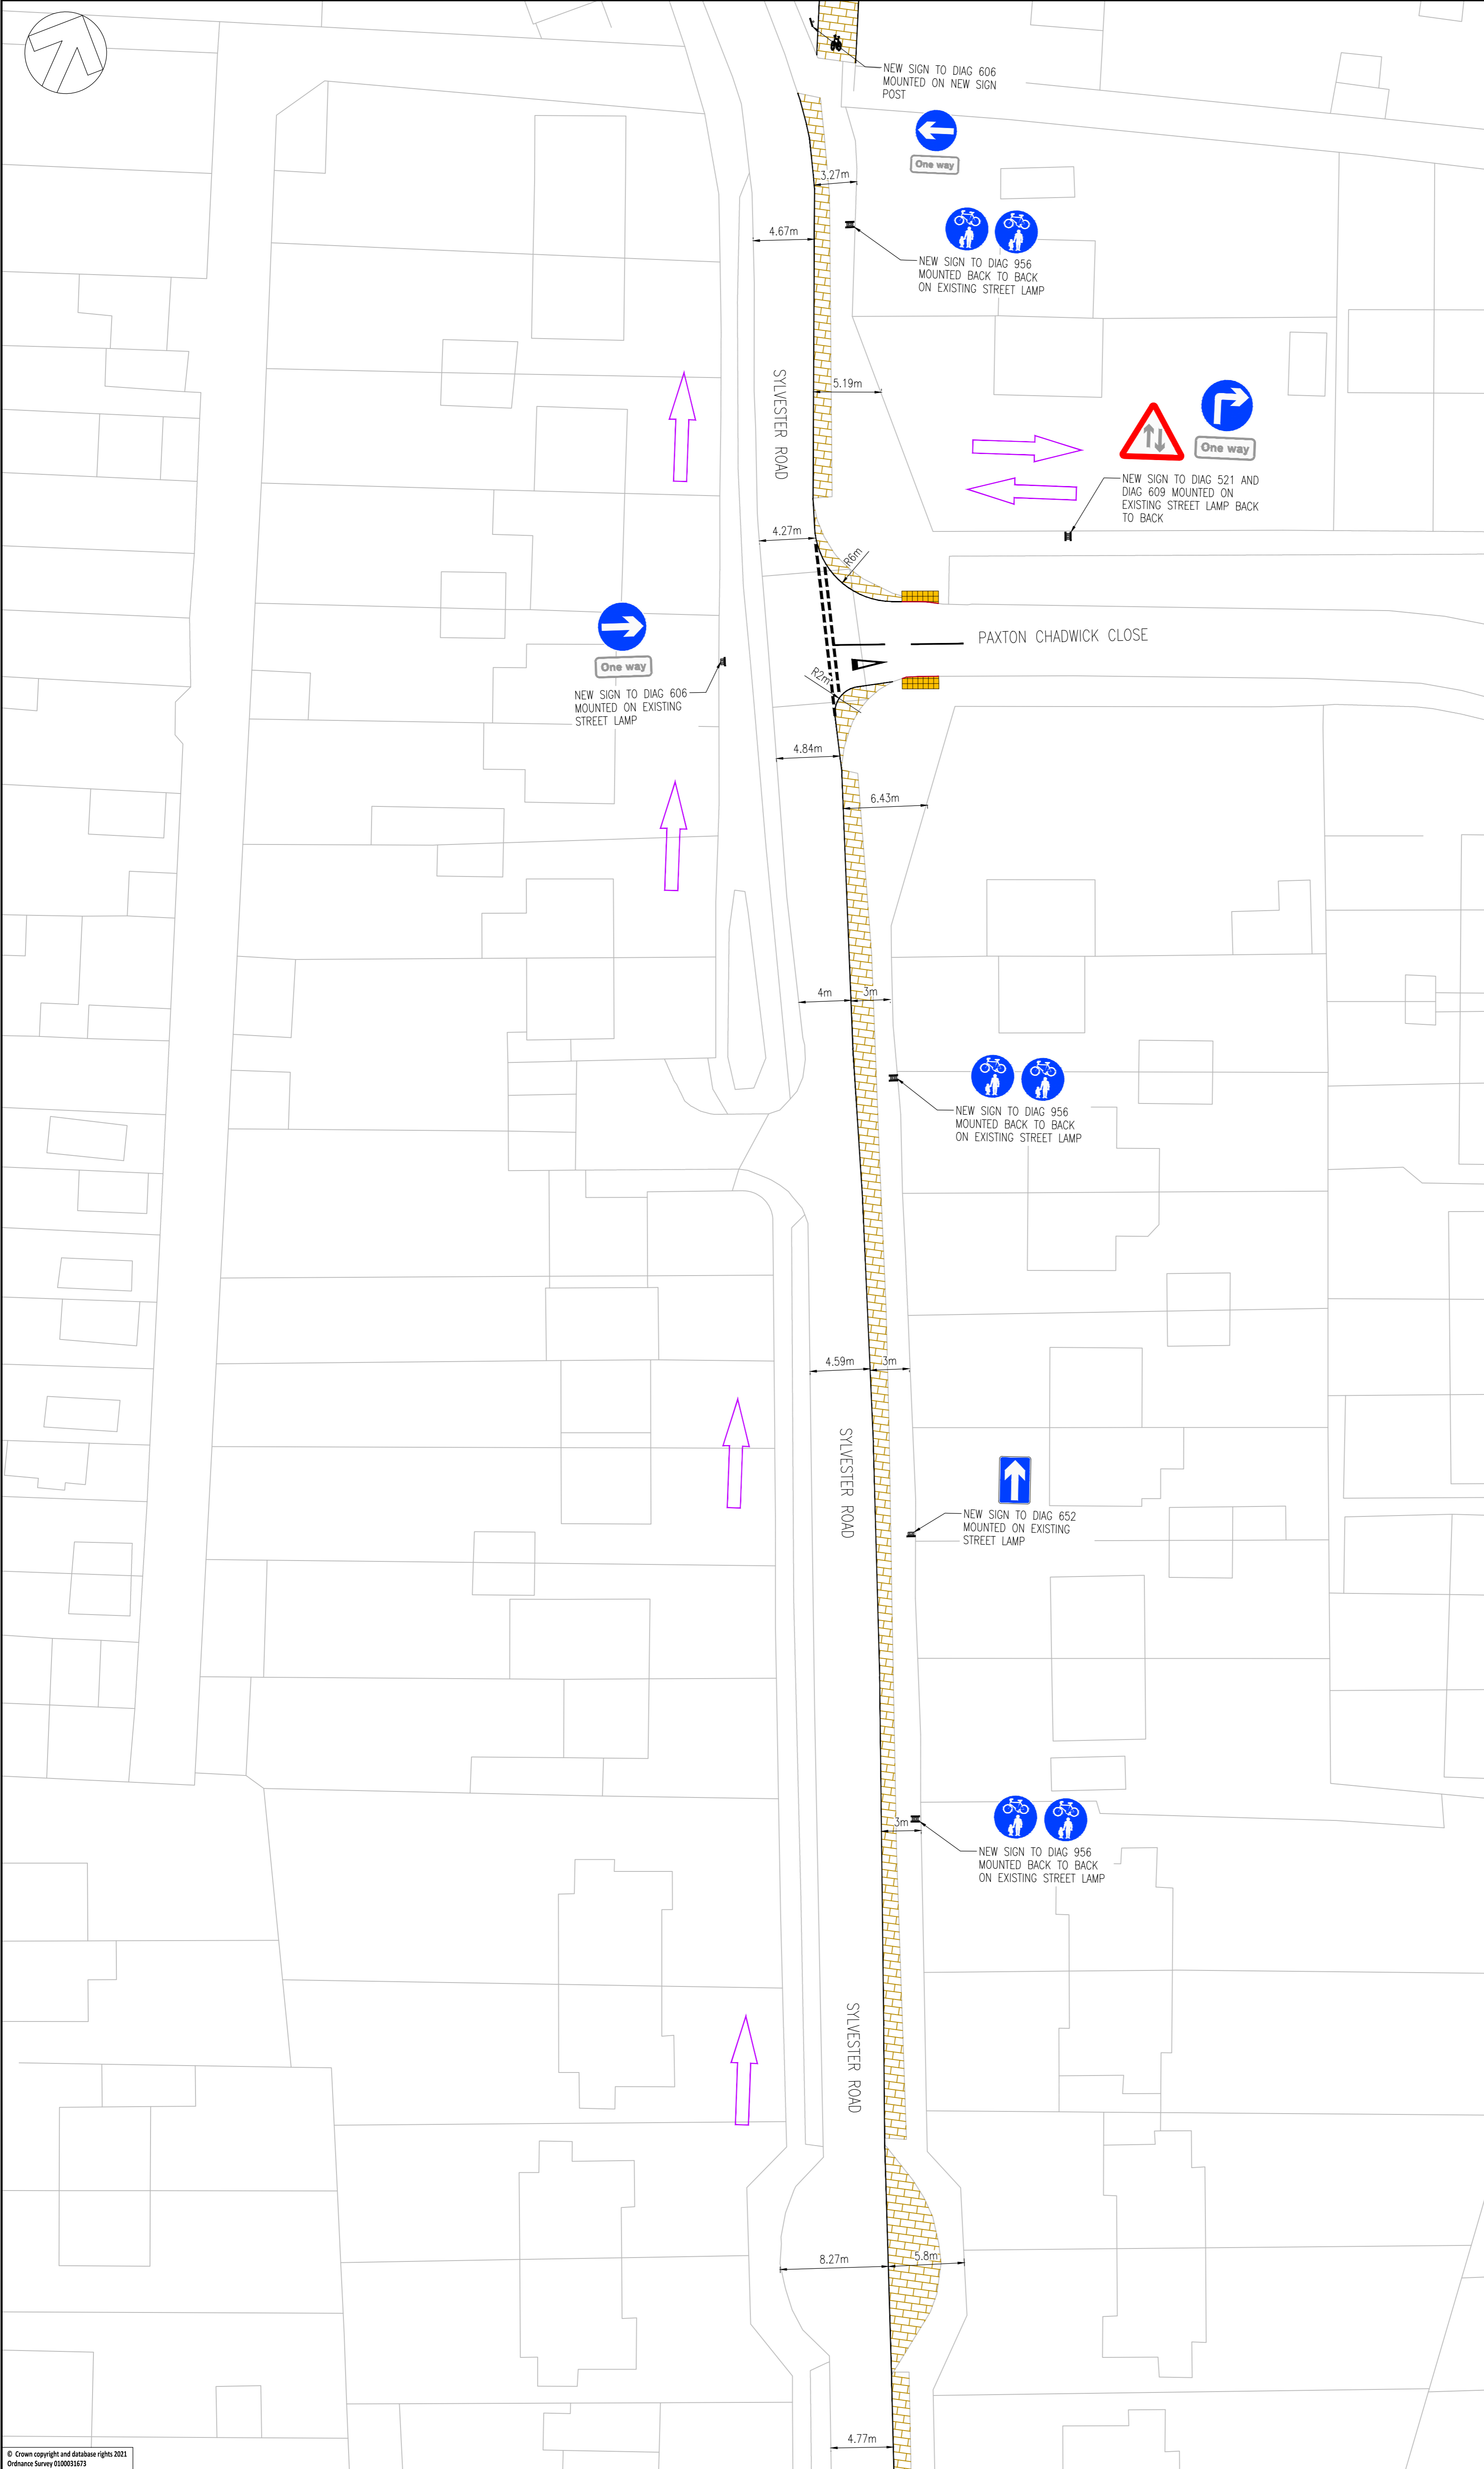 NEW SIGN TO DIAG 606
MOUNTED ON NEW SIGN
POST
One way
3.27m
4.67m
NEW SIGN TO DIAG 956
MOUNTED BACK TO BACK
ON EXISTING STREET LAMP
SYLVESTER ROAD
5.19m
One way
NEW SIGN TO DIAG 521 AND
DIAG 609 MOUNTED ON
EXISTING STREET LAMP BACK
TO BACK
4.27m
R6m
PAXTON CHADWICK CLOSE
One way
NEW SIGN TO DIAG 606
MOUNTED ON EXISTING
STREET LAMP
R2m
4.84m
6.43m
4m
3m
NEW SIGN TO DIAG 956
MOUNTED BACK TO BACK
ON EXISTING STREET LAMP
4.59m
3m
SYLVESTER ROAD
NEW SIGN TO DIAG 652
MOUNTED ON EXISTING
STREET LAMP
3m
NEW SIGN TO DIAG 956
MOUNTED BACK TO BACK
ON EXISTING STREET LAMP
SYLVESTER ROAD
8.27m
5.8m
4.77m
© Crown copyright and database rights 2021
Ordnance Survey 0100031673